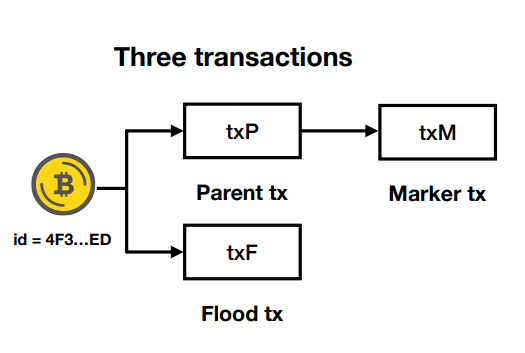 Three transactions
txP
txM
Parent tx
Marker tx
id = 4F3...ED
txF
Flood tx